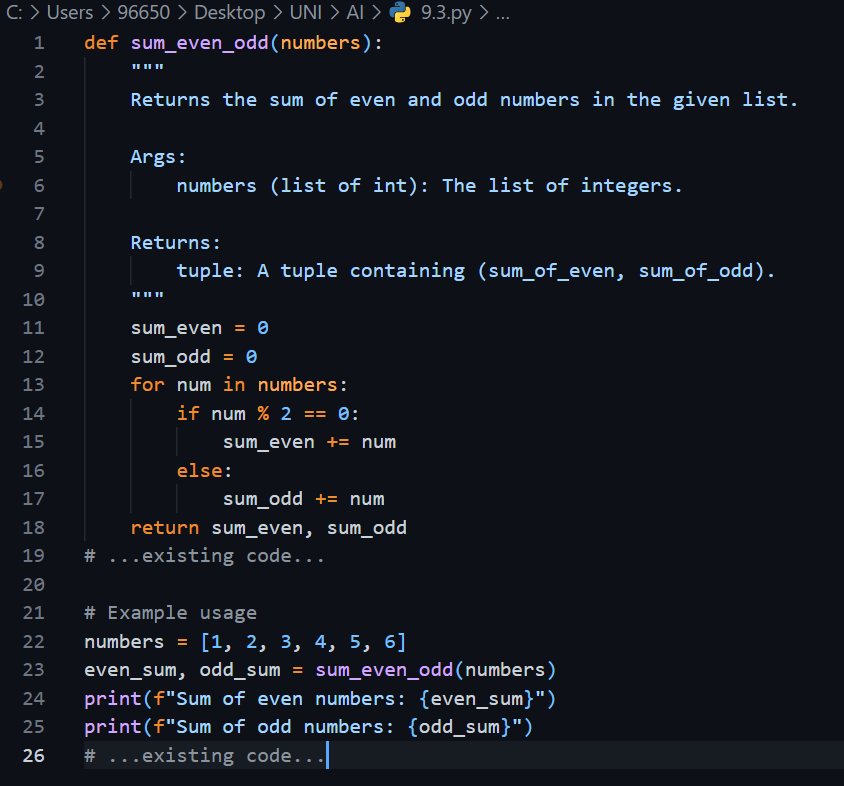 C: > Users > 96650 > Desktop > UNI > AI > 9.3.py > ...
1 def sum_even_odd(numbers):
2     """
3     Returns the sum of even and odd numbers in the given list.
4
5     Args:
6         numbers (list of int): The list of integers.
7
8     Returns:
9         tuple: A tuple containing (sum_of_even, sum_of_odd).
10     """
11     sum_even = 0
12     sum_odd = 0
13     for num in numbers:
14         if num % 2 == 0:
15             sum_even += num
16         else:
17             sum_odd += num
18     return sum_even, sum_odd
19 # ...existing code...
20
21 # Example usage
22 numbers = [1, 2, 3, 4, 5, 6]
23 even_sum, odd_sum = sum_even_odd(numbers)
24 print(f"Sum of even numbers: {even_sum}")
25 print(f"Sum of odd numbers: {odd_sum}")
26 # ...existing code...